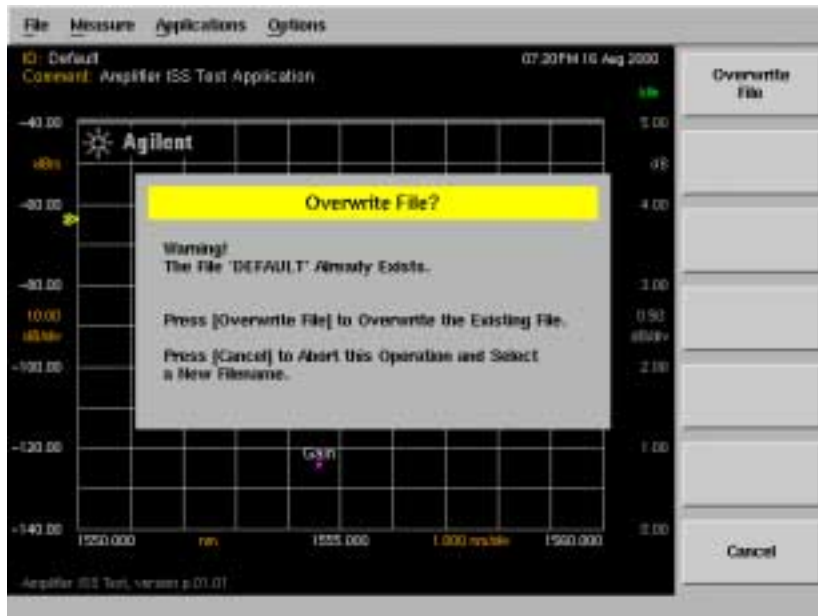 File Measure Applications Options
ID: Default
07:20PM 16 Aug 2000
Comment: Amplifier ISS Test Application
Idle
Overwrite
File
-40.00
5.00
Agilent
dBm
dB
Overwrite File?
4.00
Warning!
The File 'DEFAULT' Already Exists.
-80.00
3.00
10.00
Press [Overwrite File] to Overwrite the Existing File.
dB/div
dB/div
Press [Cancel] to Abort this Operation and Select
a New Filename.
-100.00
2.00
-120.00
Gain
1.00
-140.00
0.00
1550.000
nm
1555.000
1.000 nm/div
1560.000
Cancel
Amplifier ISS Test, version p.01.01